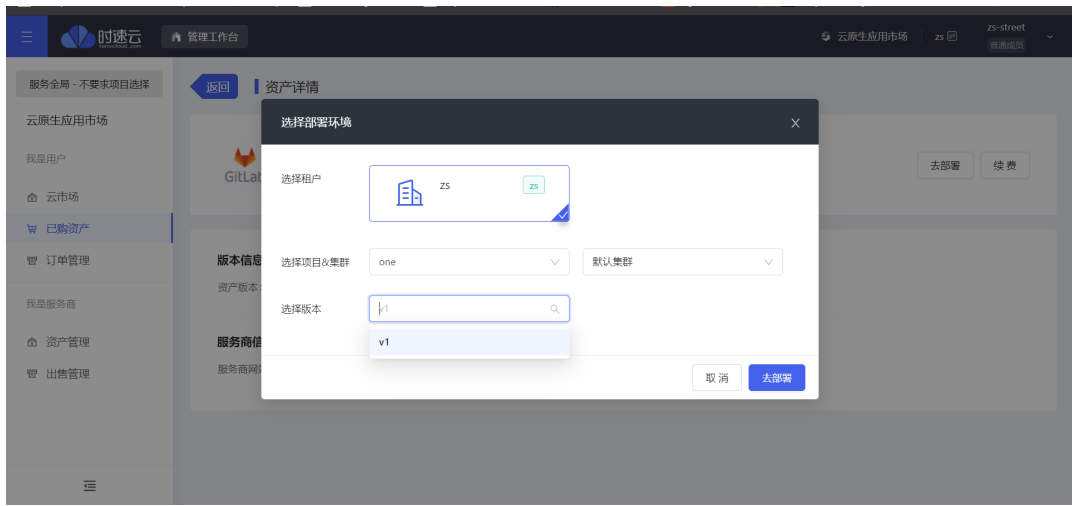 时速云
tenxcloud.com
管理工作台
云原生应用市场
zs
zs-street
普通成员
服务全局 - 不要求项目选择
返回
资产详情
云原生应用市场
我是用户
云市场
已购资产
订单管理
我是服务商
资产管理
出售管理
GitLab
去部署
续 费
版本信息
资产版本
服务商信
服务商网
选择部署环境
选择租户
zs
zs
选择项目&集群
one
默认集群
选择版本
v1
v1
取 消
去部署